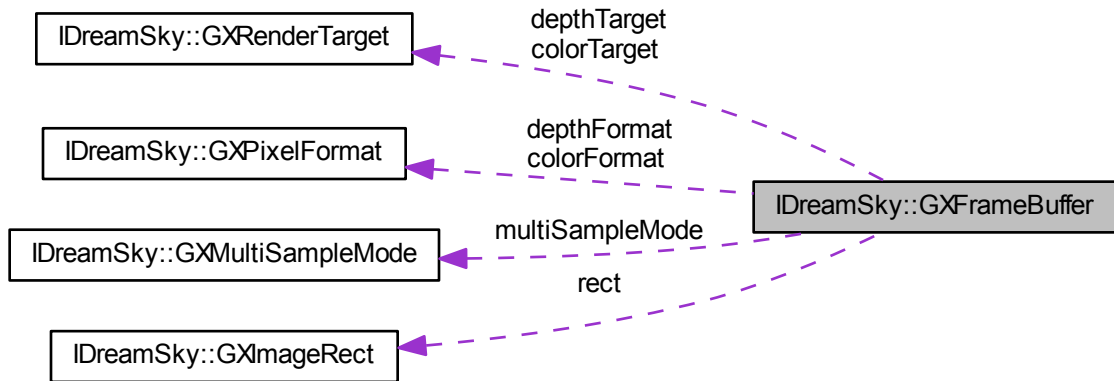 IDreamSky::GXRenderTarget
depthTarget
colorTarget
IDreamSky::GXPixelFormat
depthFormat
colorFormat
IDreamSky::GXFrameBuffer
IDreamSky::GXMultiSampleMode
multiSampleMode
rect
IDreamSky::GXImageRect